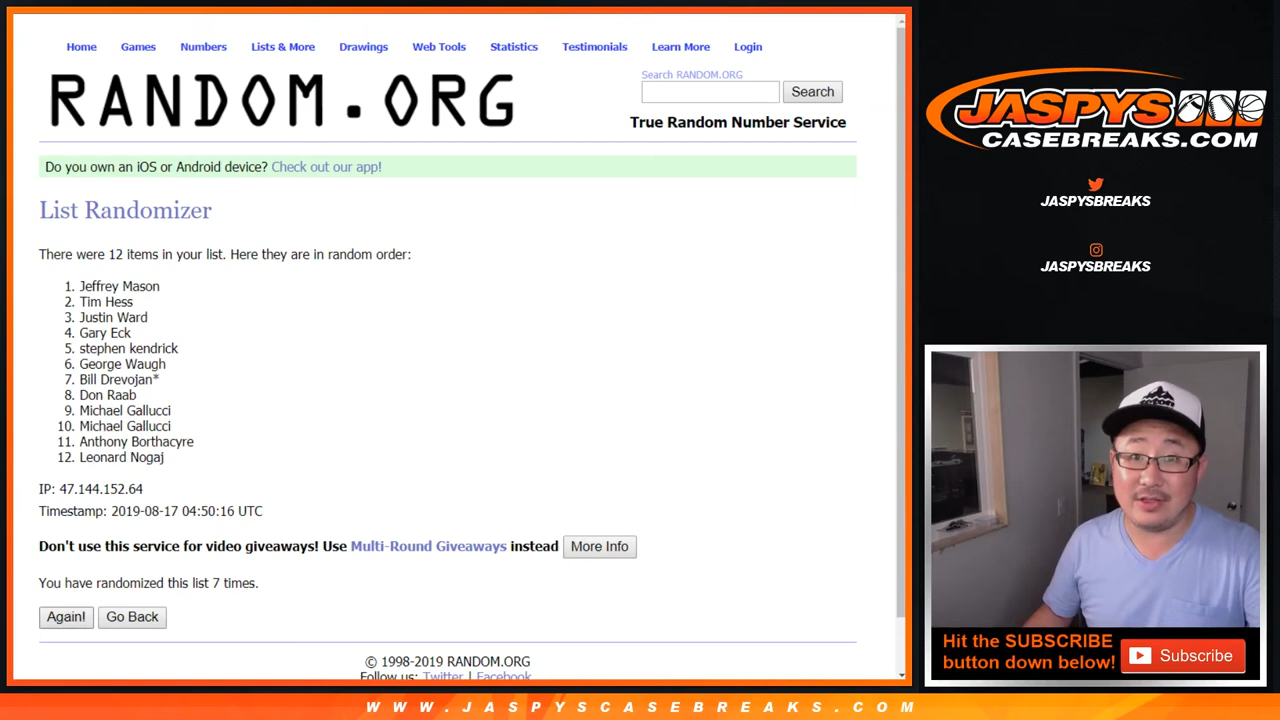 Home Games Numbers Lists & More Drawings Web Tools Statistics Testimonials Learn More Login
RANDOM.ORG
Search RANDOM.ORG
Search
True Random Number Service
Do you own an iOS or Android device? Check out our app!
List Randomizer
There were 12 items in your list. Here they are in random order:
1. Jeffrey Mason
2. Tim Hess
3. Justin Ward
4. Gary Eck
5. stephen kendrick
6. George Waugh
7. Bill Drevojan*
8. Don Raab
9. Michael Gallucci
10. Michael Gallucci
11. Anthony Borthacyre
12. Leonard Nogaj
IP: 47.144.152.64
Timestamp: 2019-08-17 04:50:16 UTC
Don't use this service for video giveaways! Use Multi-Round Giveaways instead More Info
You have randomized this list 7 times.
Again! Go Back
© 1998-2019 RANDOM.ORG
Follow us: Twitter | Facebook
JASPYS
CASEBREAKS.COM
JASPYSBREAKS
JASPYSBREAKS
Hit the SUBSCRIBE
button down below!
Subscribe
WWW.JASPYSCASEBREAKS.COM